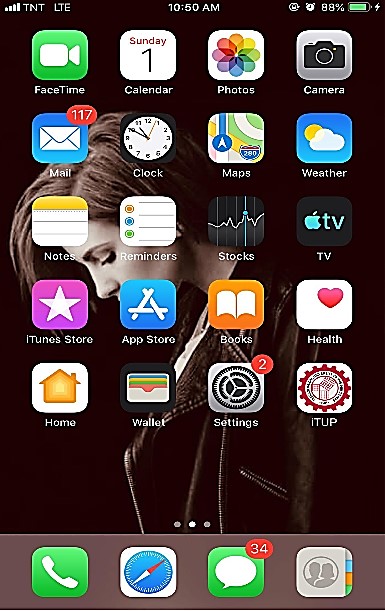 TNT LTE 10:50 AM 88%
FaceTime
Sunday
1
Calendar
Photos
Camera
117
Mail
12
Clock
280
Maps
Weather
Notes
Reminders
Stocks
tv
TV
iTunes Store
App Store
Books
Health
Home
Wallet
2
Settings
iTUP
34